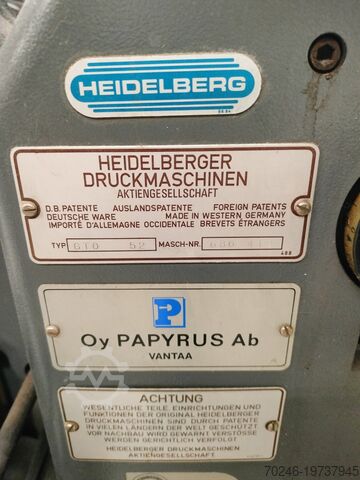 HEIDELBERG
HEIDELBERGER
DRUCKMASCHINEN
AKTIENGESELLSCHAFT
D.B. PATENTE AUSLANDSPATENTE FOREIGN PATENTS
DEUTSCHE WARE MADE IN WESTERN GERMANY
IMPORTÉ D'ALLEMAGNE OCCIDENTALE BREVETS ÉTRANGERS
TYP GTO 52 MASCH-NR.
P
Oy PAPYRUS Ab
VANTAA
ACHTUNG
WESENTLICHE TEILE, EINRICHTUNGEN UND
FUNKTIONEN DER ORIGINAL HEIDELBERGER
DRUCKMASCHINEN SIND DURCH PATENTE
IN VIELEN LÄNDERN DER WELT GESCHÜTZT
VOR NACHBAU WIRD GEWARNT VERSTÖSSE
WERDEN GERICHTLICH VERFOLGT
HEIDELBERGER DRUCKMASCHINEN
AKTIENGESELLSCHAFT
70246-19737945